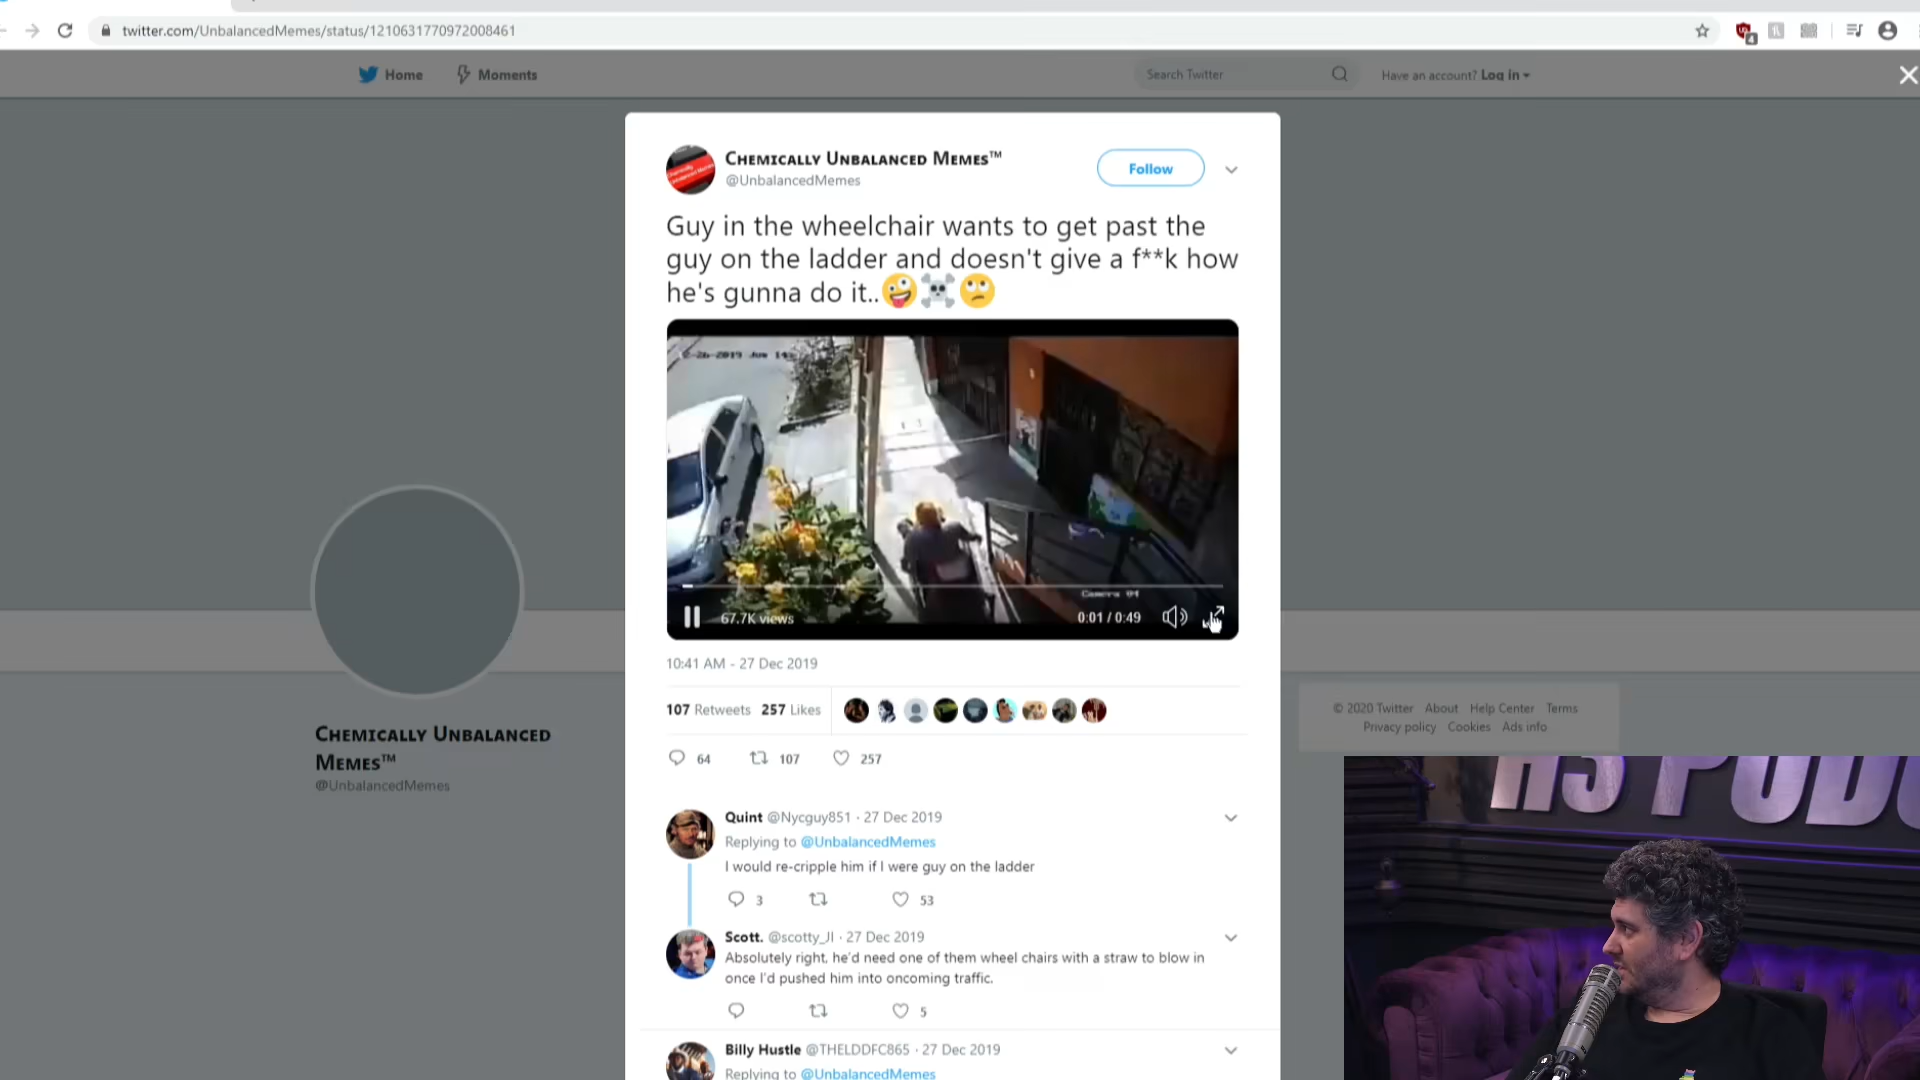 twitter.com/UnbalancedMemes/status/1210631770972008461
Home
Moments
Search Twitter
Have an account? Log in
CHEMICALLY UNBALANCED MEMES™
@UnbalancedMemes
Follow
Guy in the wheelchair wants to get past the
guy on the ladder and doesn't give a f**k how
he's gunna do it..🤪☠️🙄
Camera 04
67.7K views
0:01 / 0:49
10:41 AM - 27 Dec 2019
107 Retweets 257 Likes
64
107
257
CHEMICALLY UNBALANCED
MEMES™
@UnbalancedMemes
© 2020 Twitter About Help Center Terms
Privacy policy Cookies Ads info
Quint @Nycguy851 · 27 Dec 2019
Replying to @UnbalancedMemes
I would re-cripple him if I were guy on the ladder
3
53
Scott. @scotty_JI · 27 Dec 2019
Absolutely right, he'd need one of them wheel chairs with a straw to blow in
once I'd pushed him into oncoming traffic.
5
Billy Hustle @THELDDFC865 · 27 Dec 2019
Replying to @UnbalancedMemes